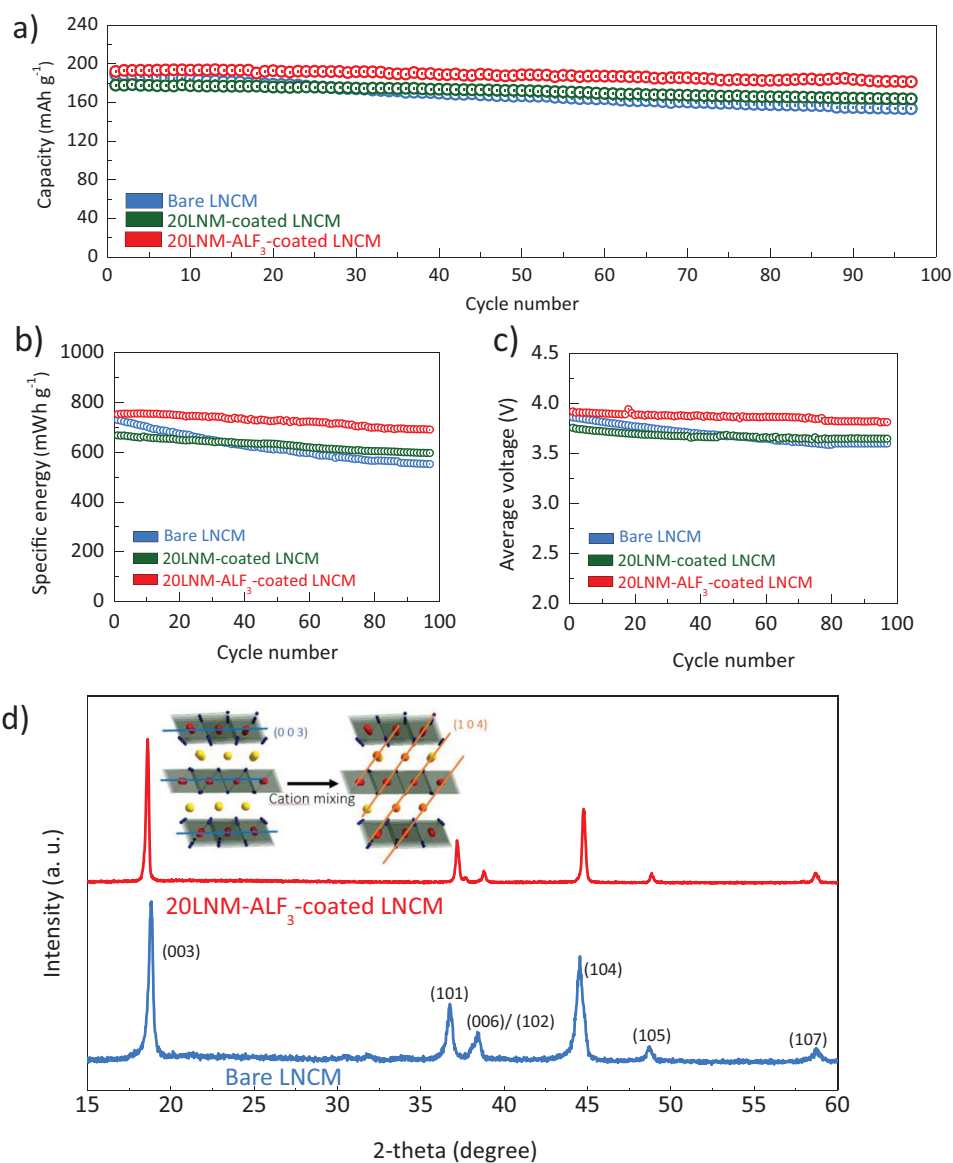 a)
240
200
160
120
80
40
0
Capacity (mAh g⁻¹)
Bare LNCM
20LNM-coated LNCM
20LNM-ALF₃-coated LNCM
0 10 20 30 40 50 60 70 80 90 100
Cycle number
b)
1000
800
600
400
200
0
Specific energy (mWh g⁻¹)
Bare LNCM
20LNM-coated LNCM
20LNM-ALF₃-coated LNCM
0 20 40 60 80 100
Cycle number
c)
4.5
4.0
3.5
3.0
2.5
2.0
Average voltage (V)
Bare LNCM
20LNM-coated LNCM
20LNM-ALF₃-coated LNCM
0 20 40 60 80 100
Cycle number
d)
Intensity (a. u.)
(0 0 3)
(1 0 4)
Cation mixing
20LNM-ALF₃-coated LNCM
(003)
(101)
(006)/ (102)
(104)
(105)
(107)
Bare LNCM
15 20 25 30 35 40 45 50 55 60
2-theta (degree)